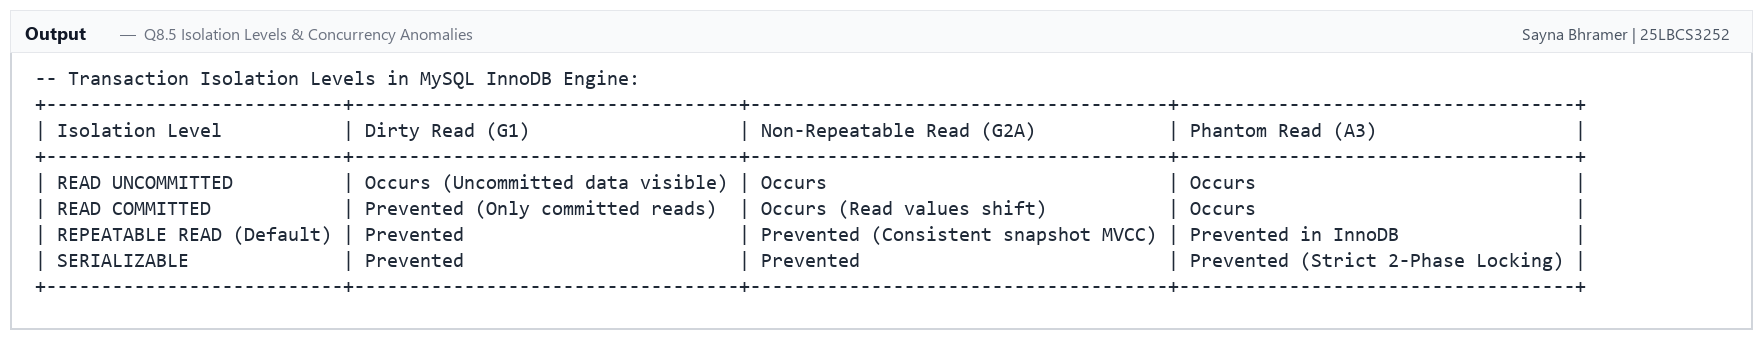 Output — Q8.5 Isolation Levels & Concurrency Anomalies Sayna Bhramer | 25LBCS3252
-- Transaction Isolation Levels in MySQL InnoDB Engine:
+---------------------------+-----------------------------------+---------------------------------------+------------------------------------+
| Isolation Level           | Dirty Read (G1)                   | Non-Repeatable Read (G2A)             | Phantom Read (A3)                  |
+---------------------------+-----------------------------------+---------------------------------------+------------------------------------+
| READ UNCOMMITTED          | Occurs (Uncommitted data visible) | Occurs                                | Occurs                             |
| READ COMMITTED            | Prevented (Only committed reads)  | Occurs (Read values shift)            | Occurs                             |
| REPEATABLE READ (Default) | Prevented                         | Prevented (Consistent snapshot MVCC) | Prevented in InnoDB                |
| SERIALIZABLE              | Prevented                         | Prevented                             | Prevented (Strict 2-Phase Locking) |
+---------------------------+-----------------------------------+---------------------------------------+------------------------------------+